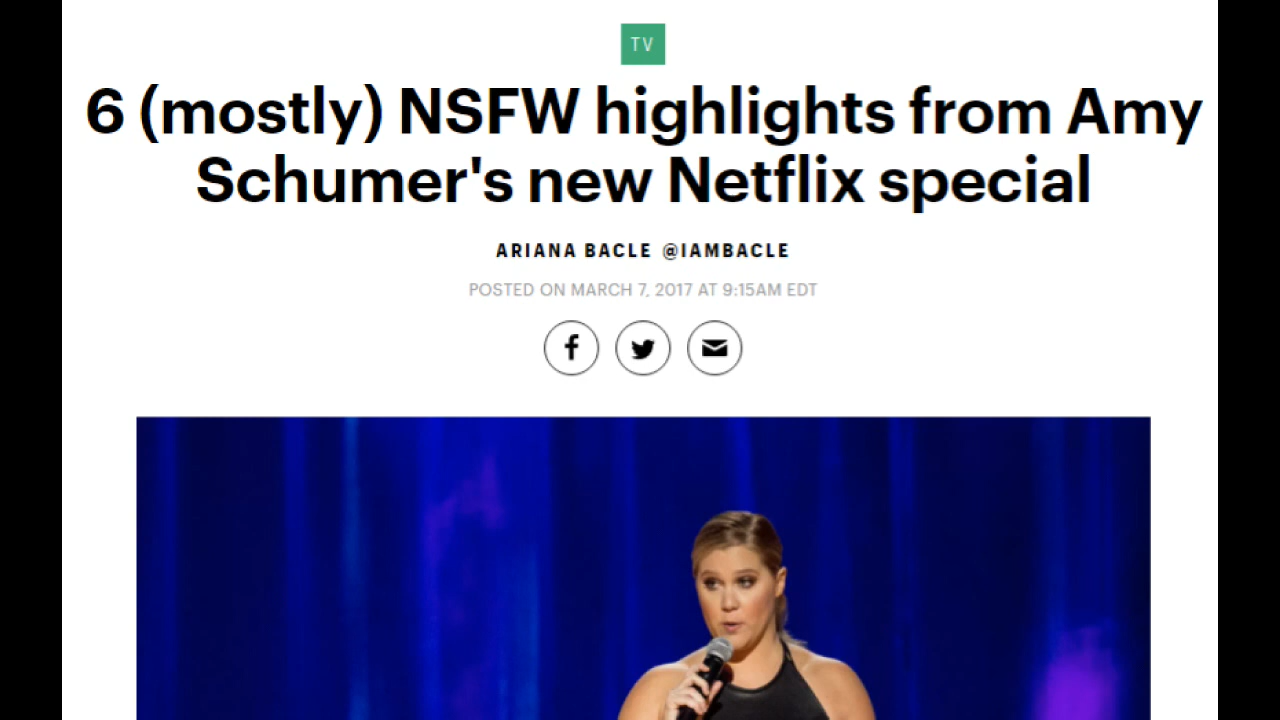 TV
6 (mostly) NSFW highlights from Amy
Schumer's new Netflix special
ARIANA BACLE @IAMBACLE
POSTED ON MARCH 7, 2017 AT 9:15AM EDT